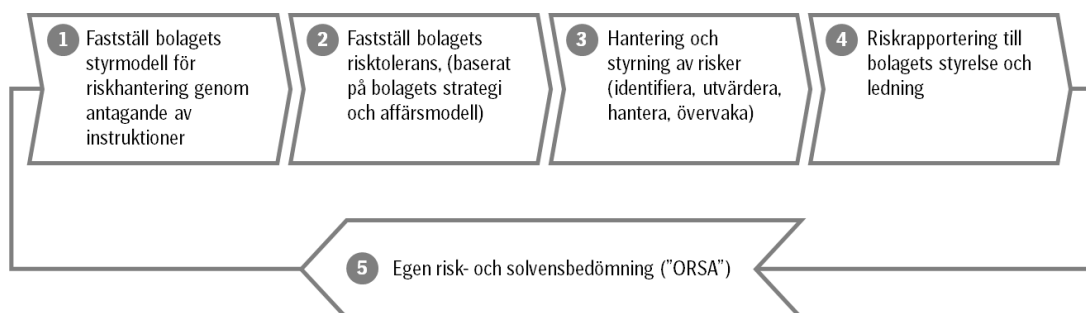 1 Fastställ bolagets
styrmodell för
riskhantering genom
antagande av
instruktioner
2 Fastställ bolagets
risktolerans, (baserat
på bolagets strategi
och affärsmodell)
3 Hantering och
styrning av risker
(identifiera, utvärdera,
hantera, övervaka)
4 Riskrapportering till
bolagets styrelse och
ledning
5 Egen risk- och solvensbedömning (”ORSA”)